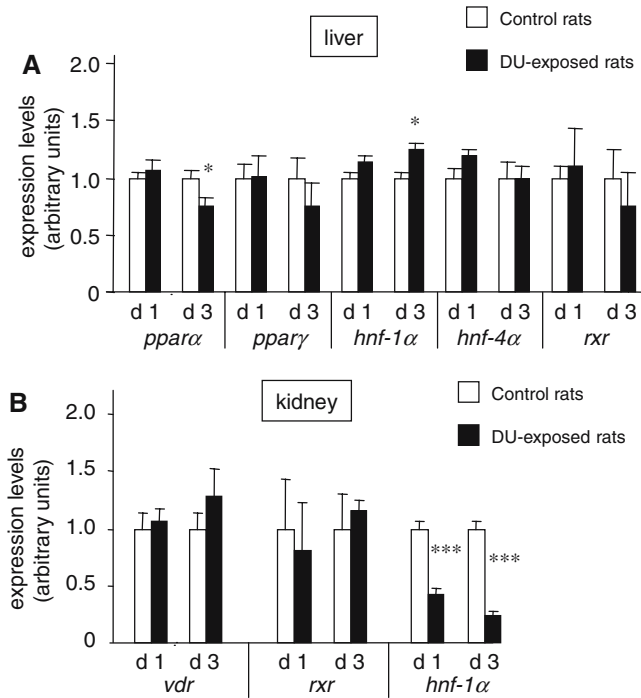 Control rats
liver
DU-exposed rats
A
2.0
1.5
1.0
0.5
0
expression levels
(arbitrary units)
*
*
d 1 d 3 d 1 d 3 d 1 d 3 d 1 d 3 d 1 d 3
pparα pparγ hnf-1α hnf-4α rxr
B
kidney
Control rats
DU-exposed rats
2.0
1.5
1.0
0.5
0
expression levels
(arbitrary units)
***
***
d 1 d 3 d 1 d 3 d 1 d 3
vdr rxr hnf-1α